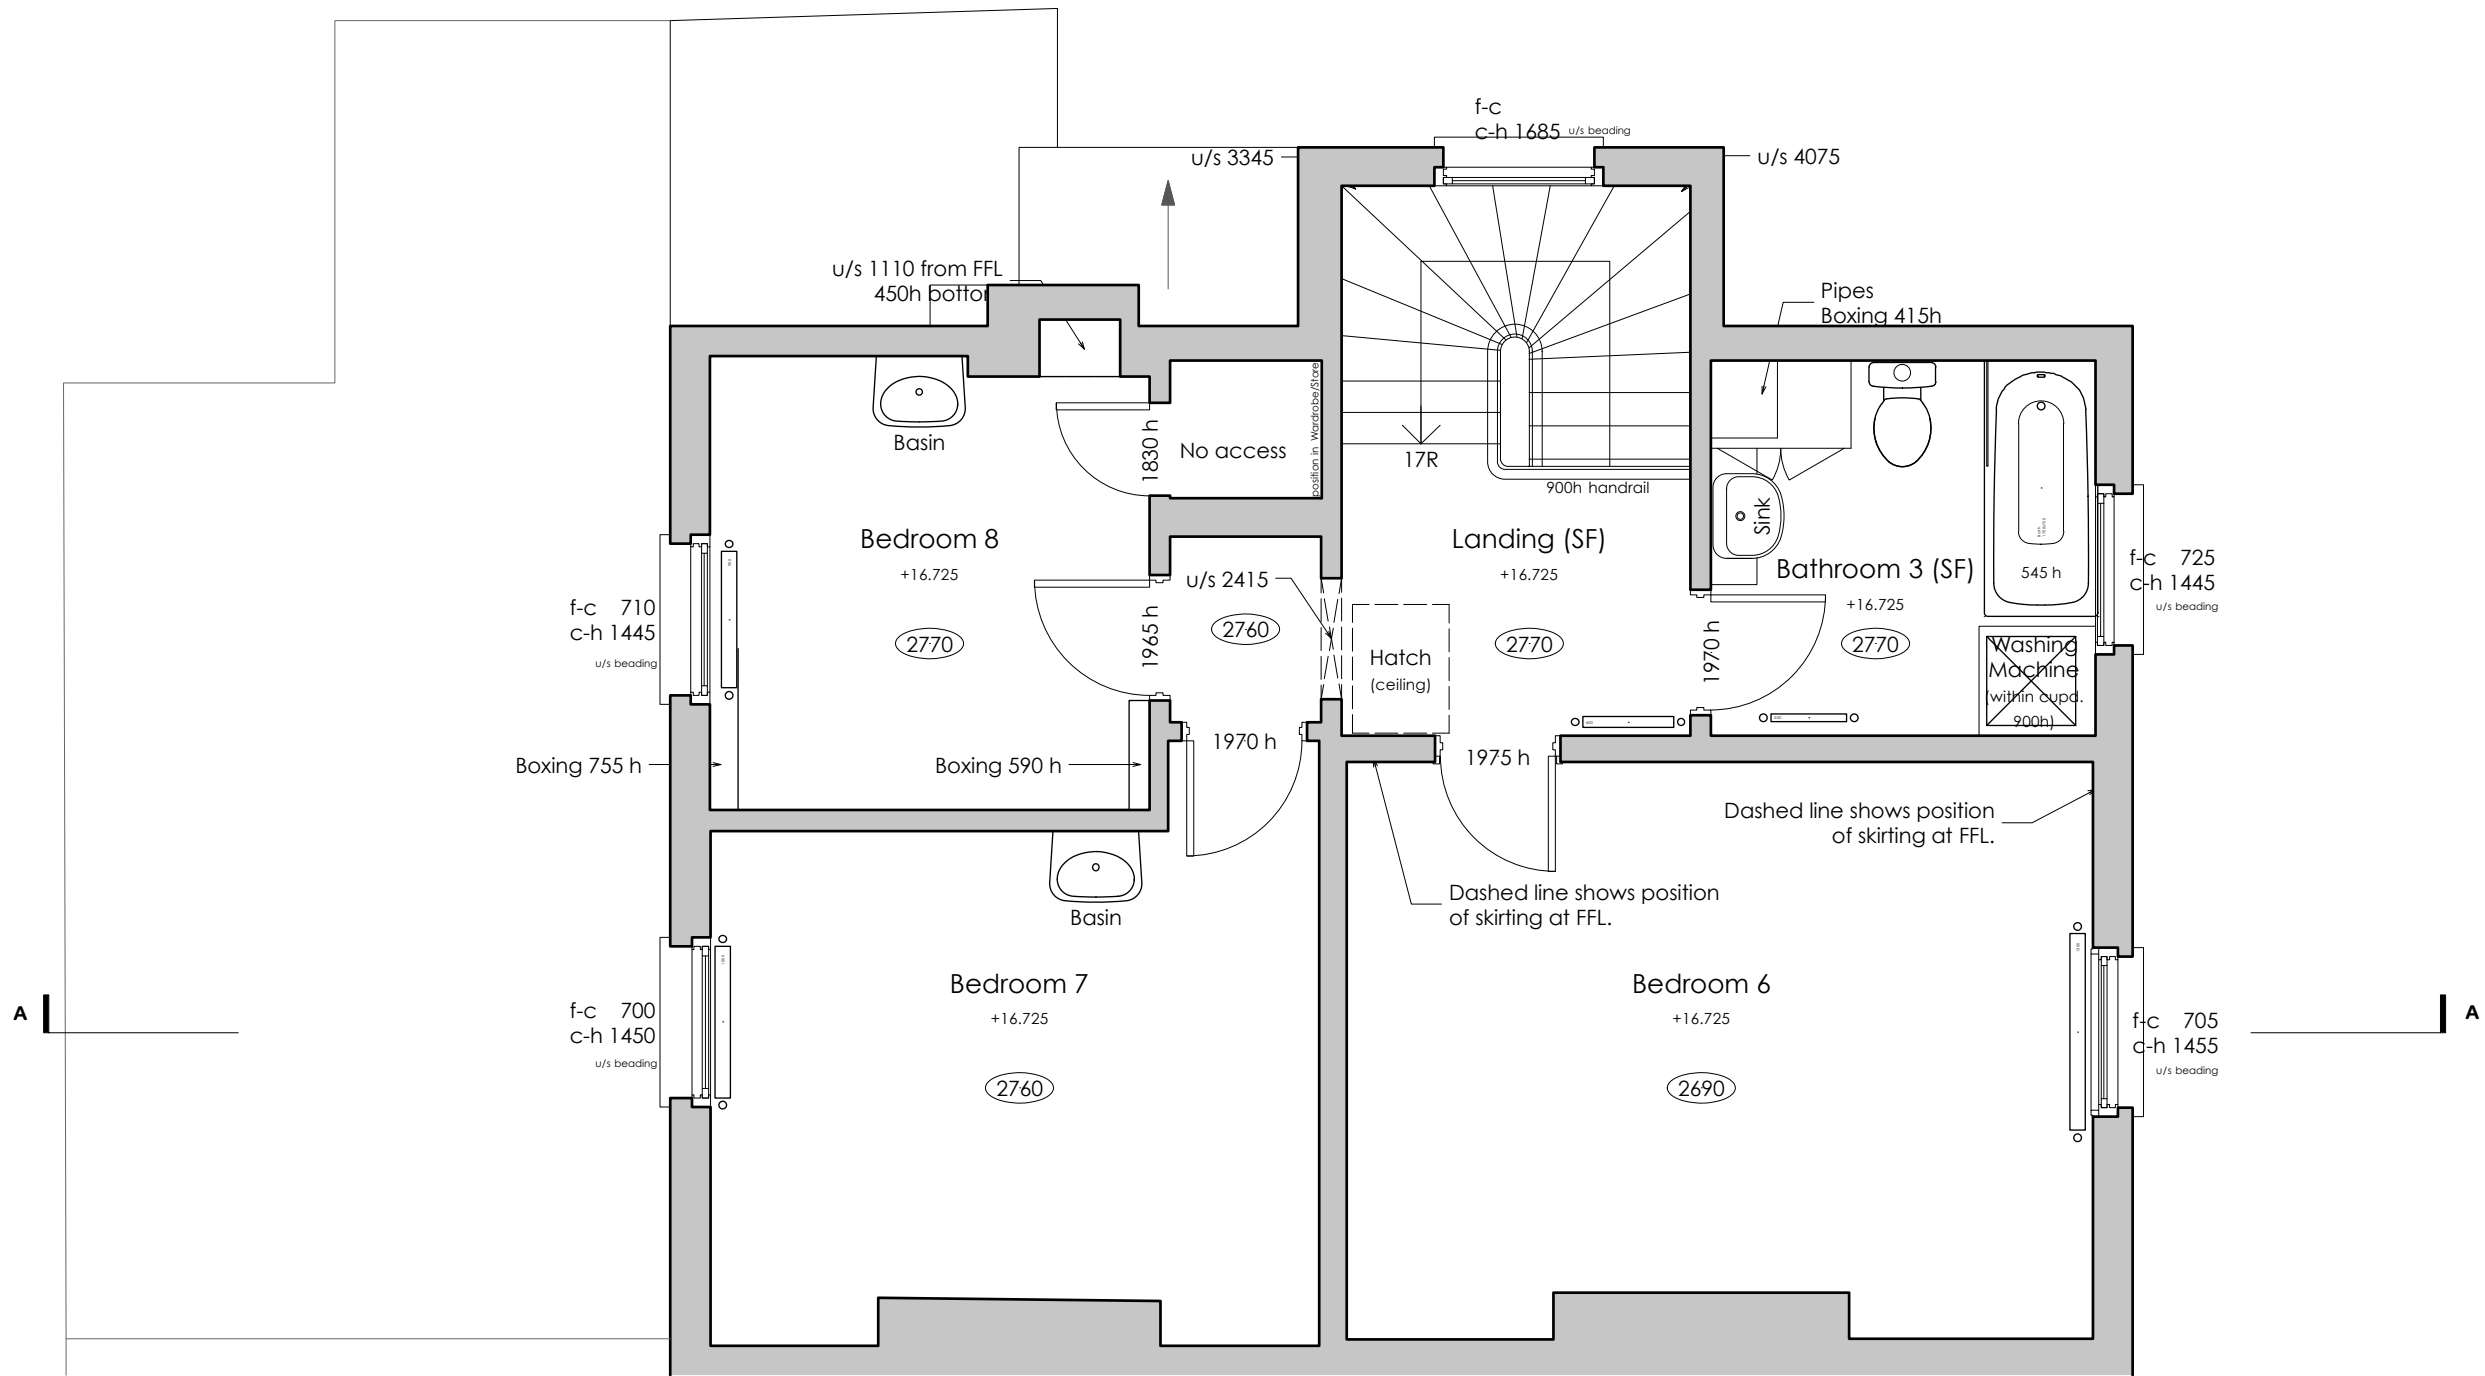 f-c
c-h 1685 u/s beading
u/s 3345
u/s 4075
u/s 1110 from FFL
450h botto
Pipes
Boxing 415h
Basin
1830 h
No access
position in Wardrobe/Store
17R
900h handrail
Sink
Bedroom 8
+16.725
2770
Landing (SF)
+16.725
2770
Bathroom 3 (SF)
+16.725
2770
545 h
f-c 725
c-h 1445
u/s beading
f-c 710
c-h 1445
u/s beading
1965 h
u/s 2415
2760
Hatch
(ceiling)
1970 h
Washing
Machine
(within cupd.
900h)
Boxing 755 h
Boxing 590 h
1970 h
1975 h
Dashed line shows position
of skirting at FFL.
Dashed line shows position
of skirting at FFL.
Basin
Bedroom 7
+16.725
2760
Bedroom 6
+16.725
2690
A
f-c 700
c-h 1450
u/s beading
f-c 705
c-h 1455
u/s beading
A